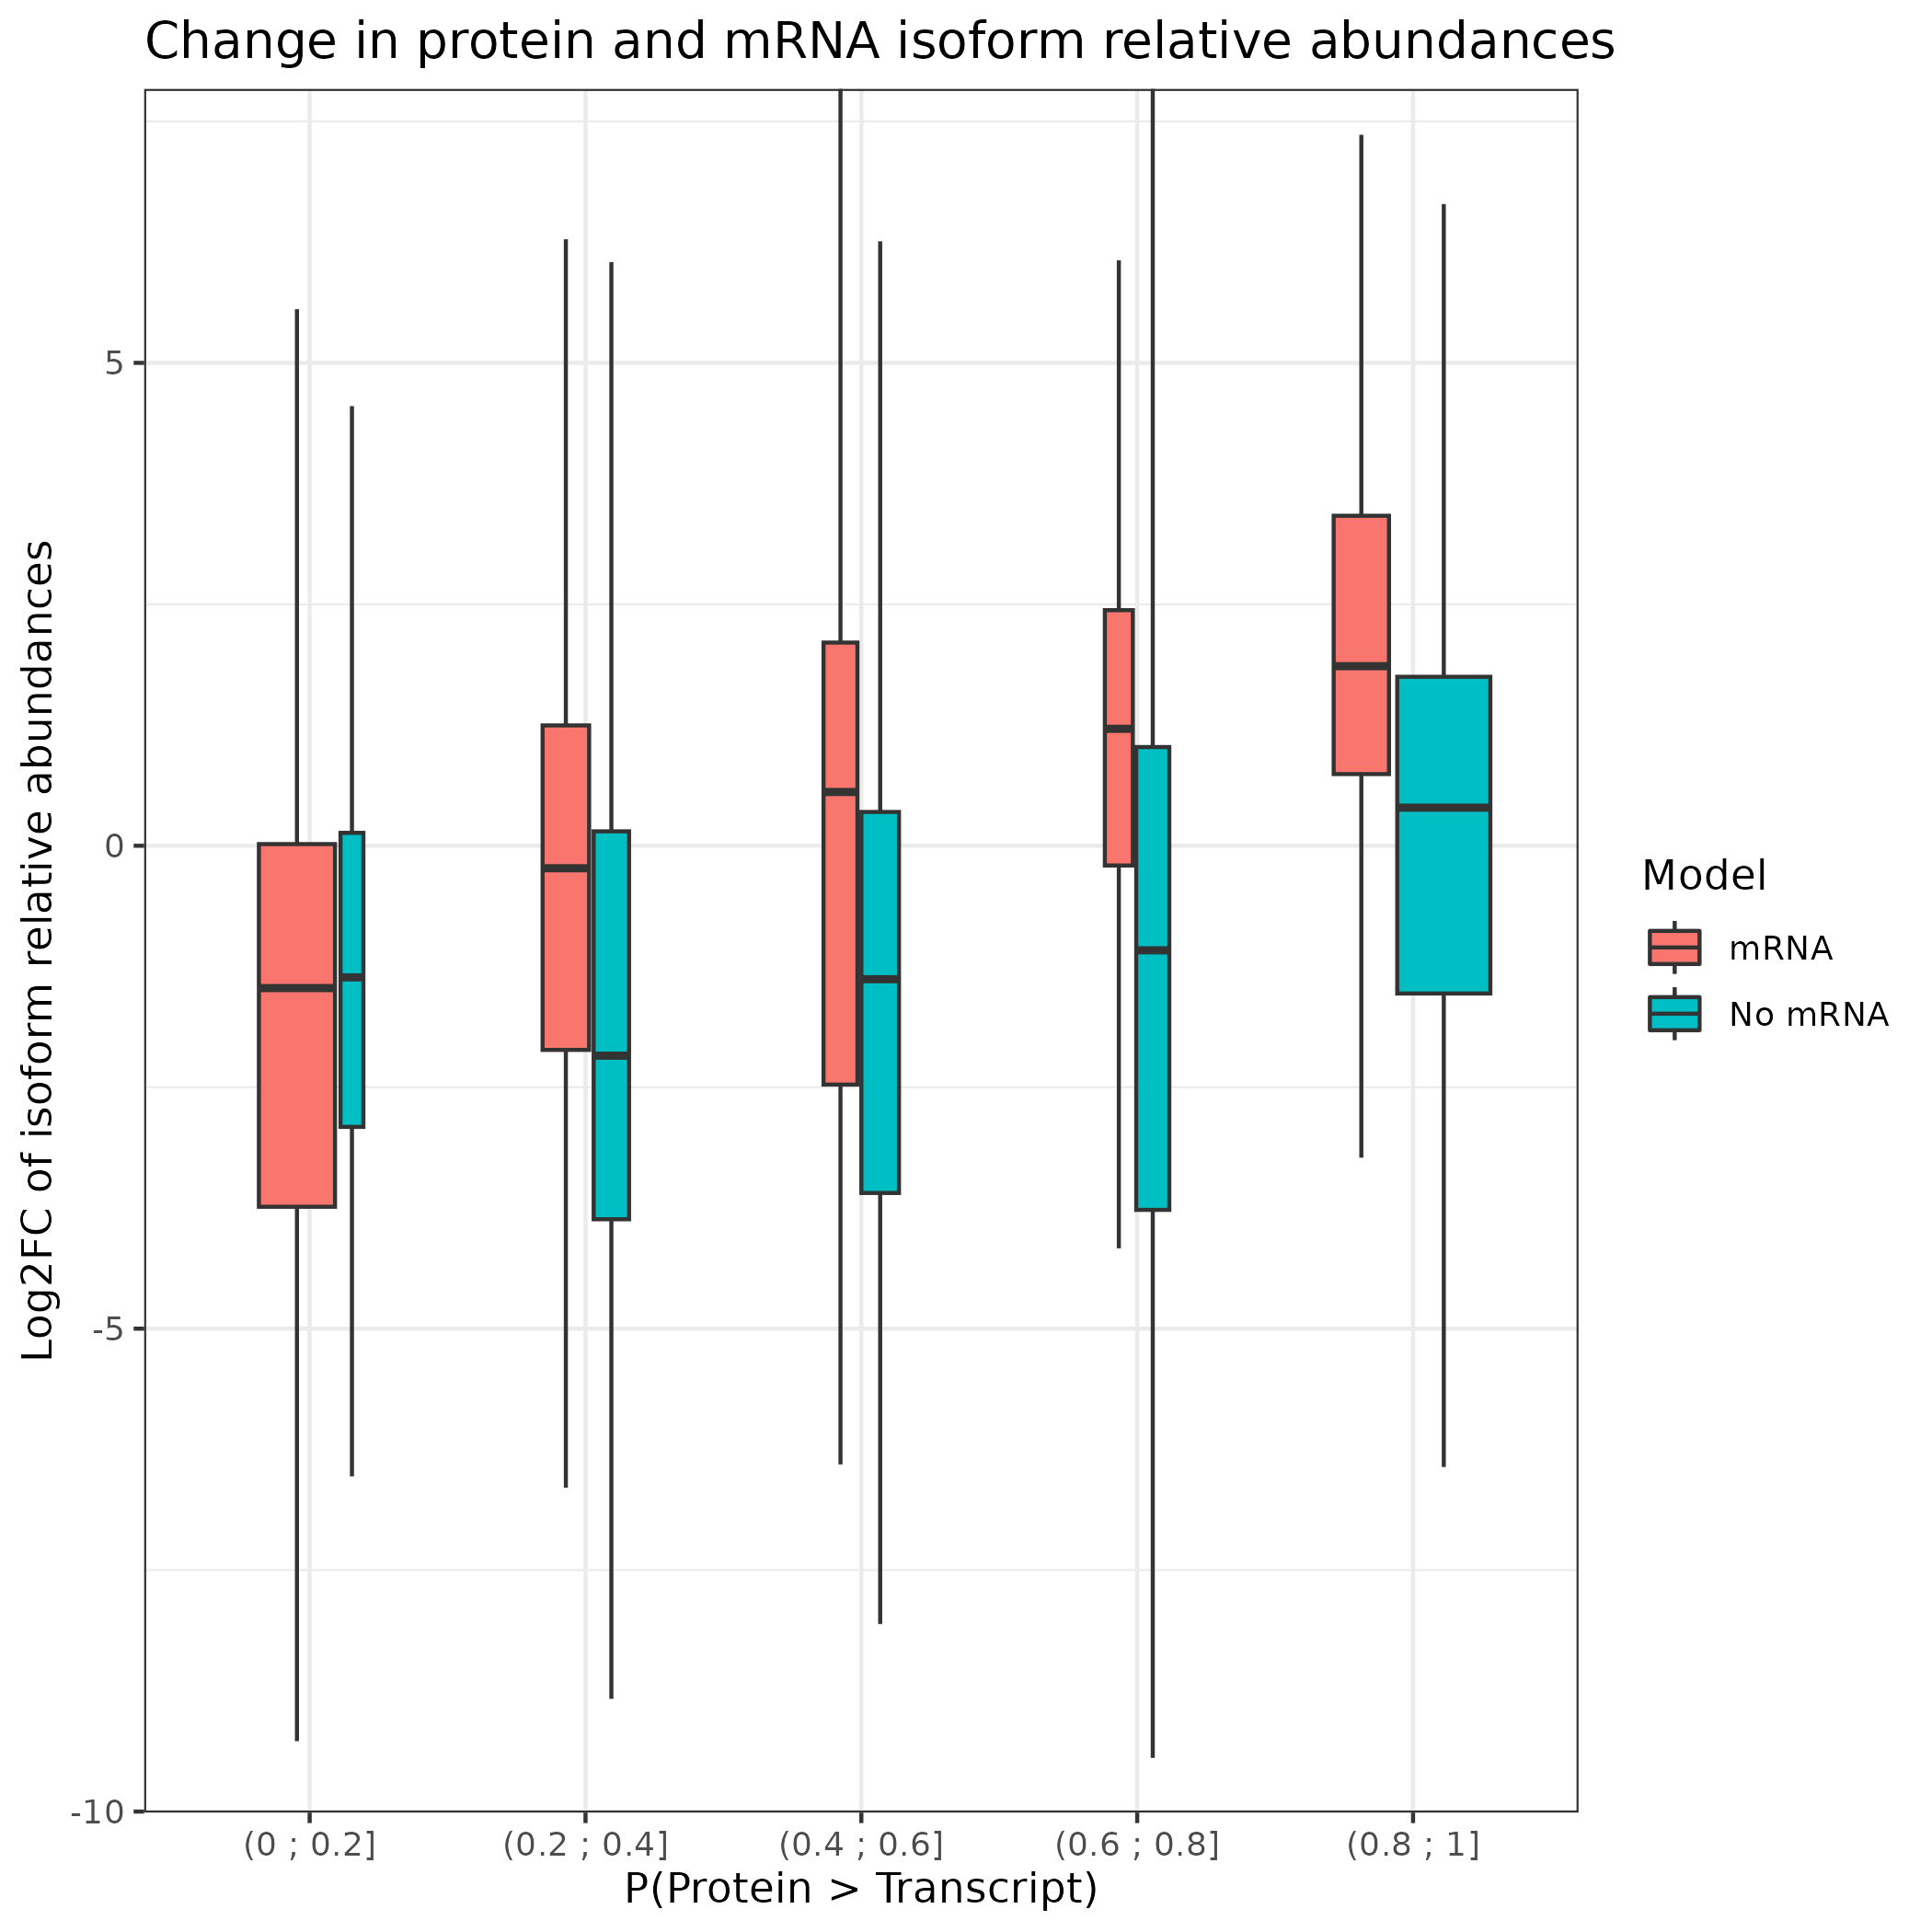 Change in protein and mRNA isoform relative abundances
Log2FC of isoform relative abundances
5
0
-5
-10
(0 ; 0.2]
(0.2 ; 0.4]
(0.4 ; 0.6]
(0.6 ; 0.8]
(0.8 ; 1]
P(Protein > Transcript)
Model
mRNA
No mRNA